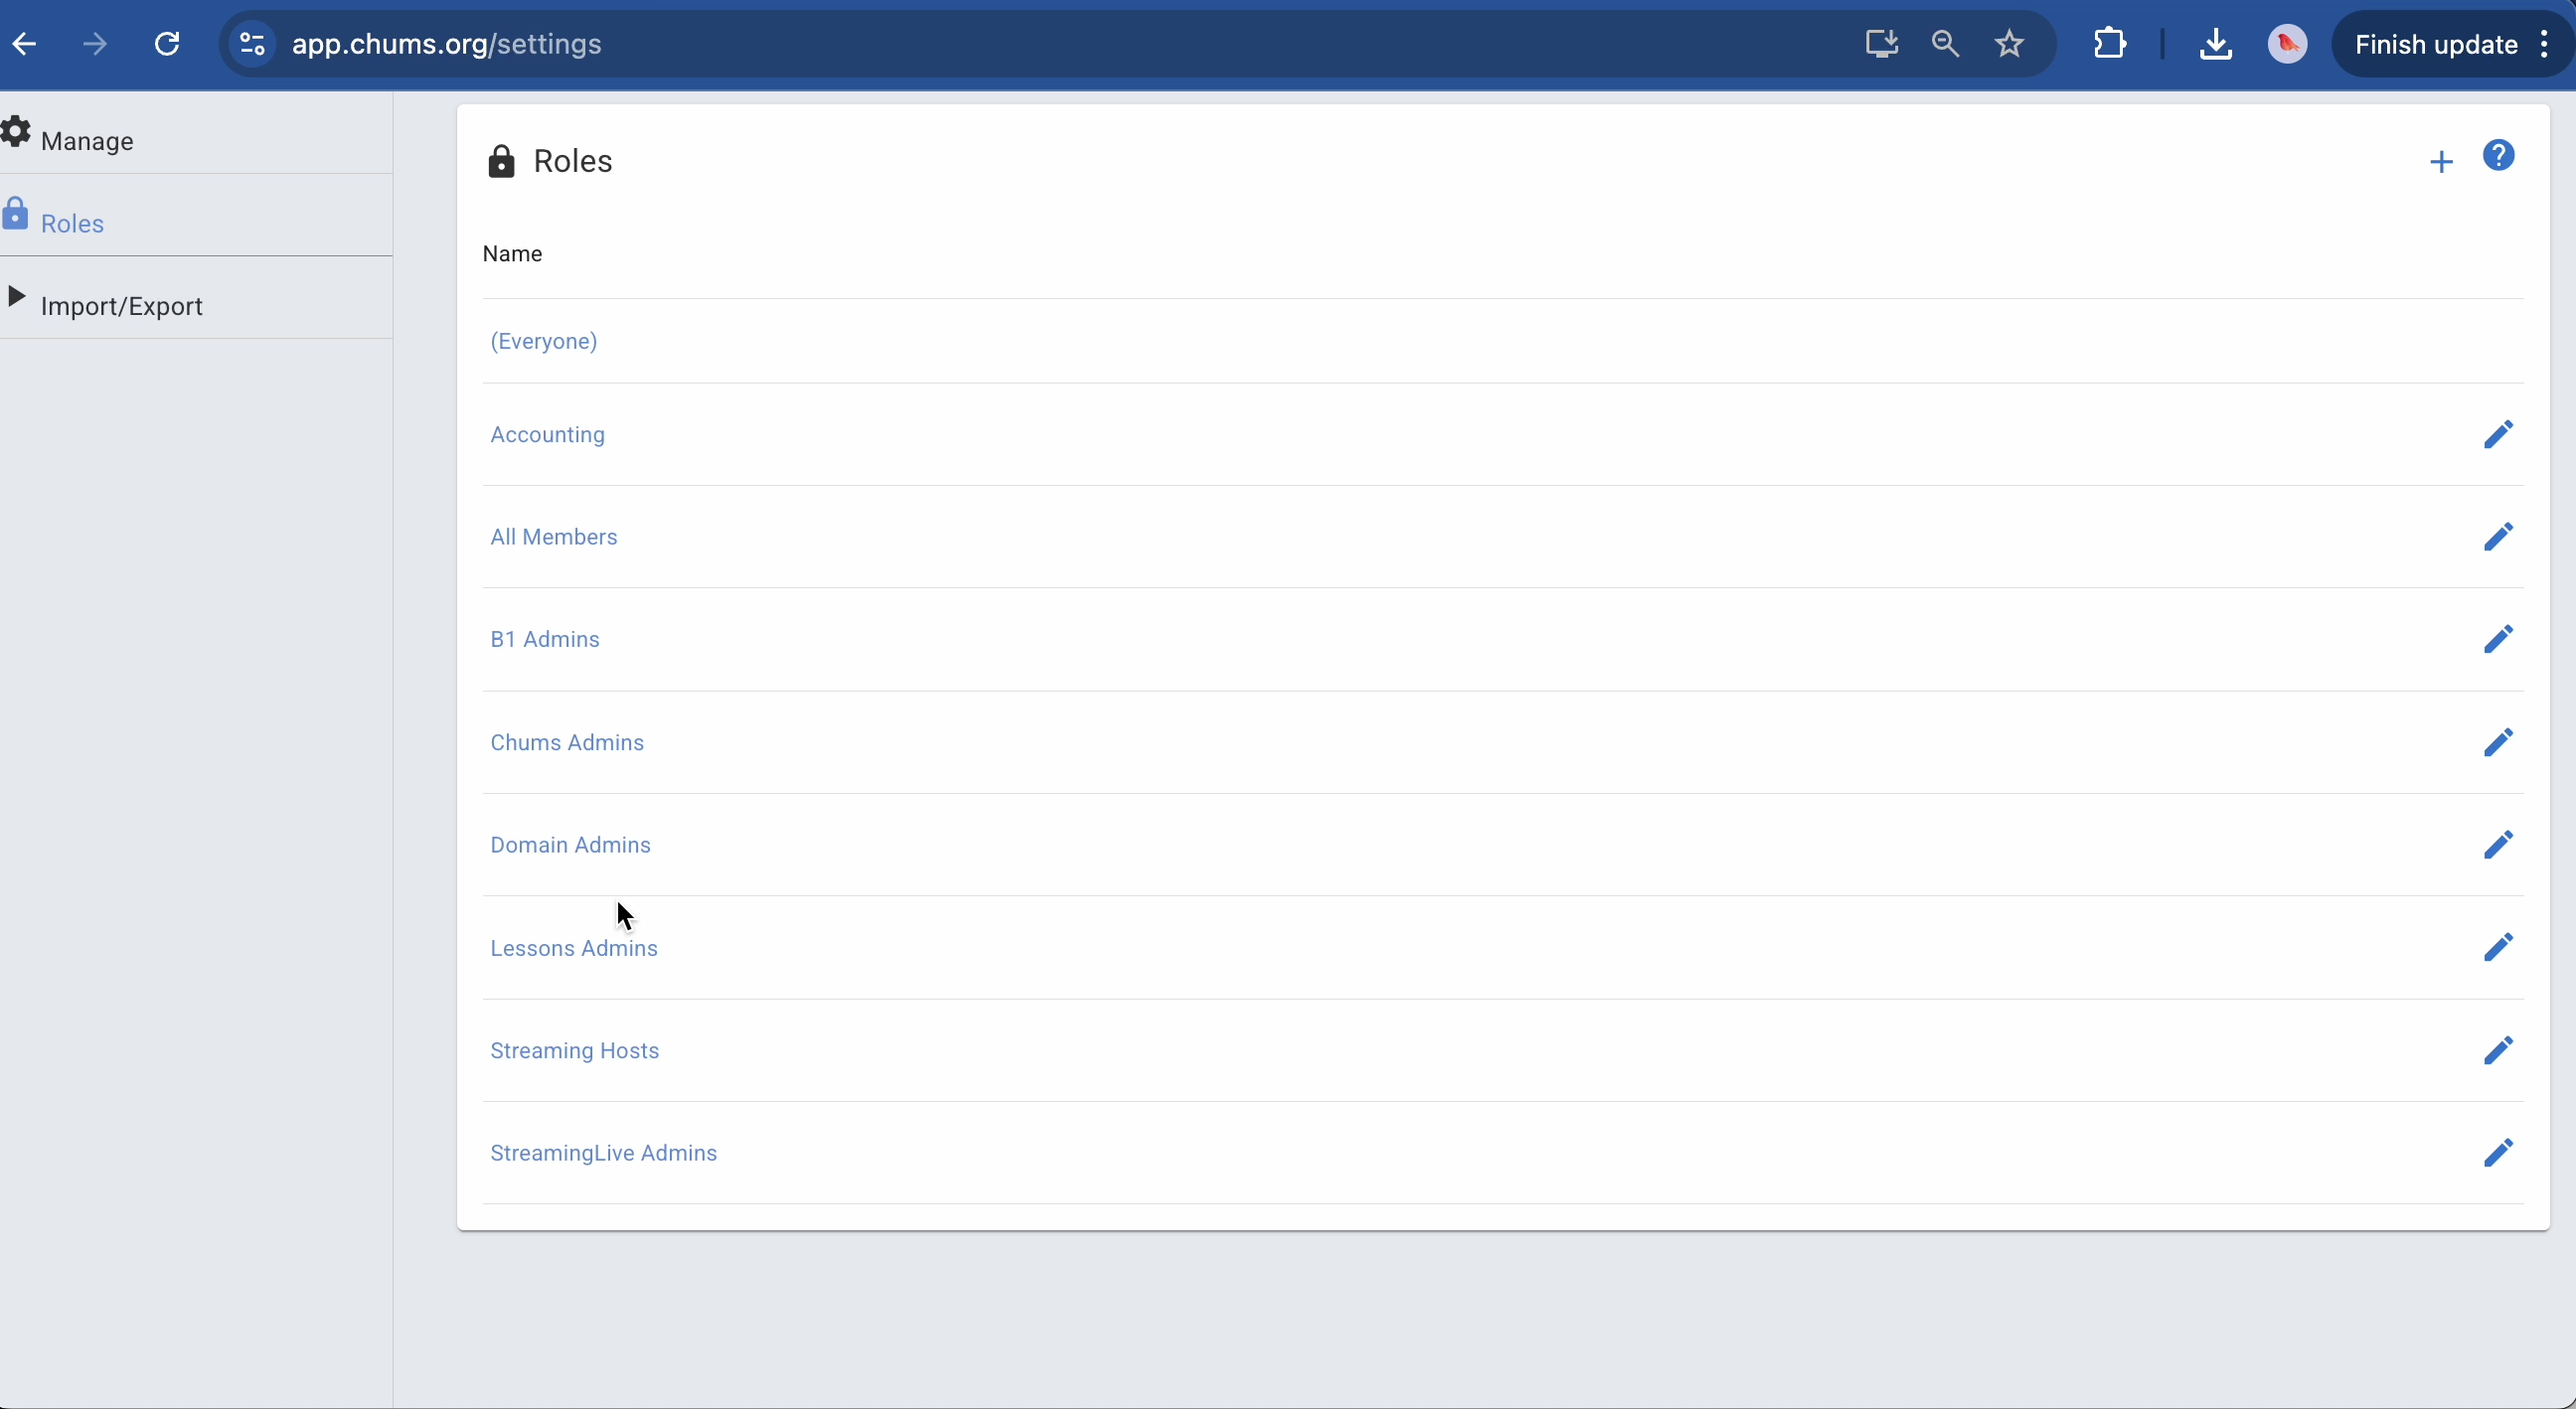 app.chums.org/settings
Finish update
Manage
Roles
Import/Export
Roles
+ ?
Name
(Everyone)
Accounting
All Members
B1 Admins
Chums Admins
Domain Admins
Lessons Admins
Streaming Hosts
StreamingLive Admins